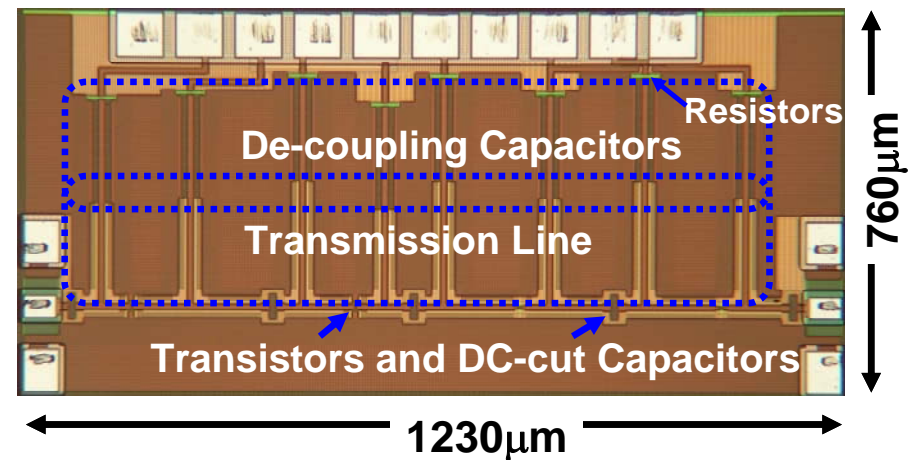 Resistors
De-coupling Capacitors
760μm
Transmission Line
Transistors and DC-cut Capacitors
1230μm